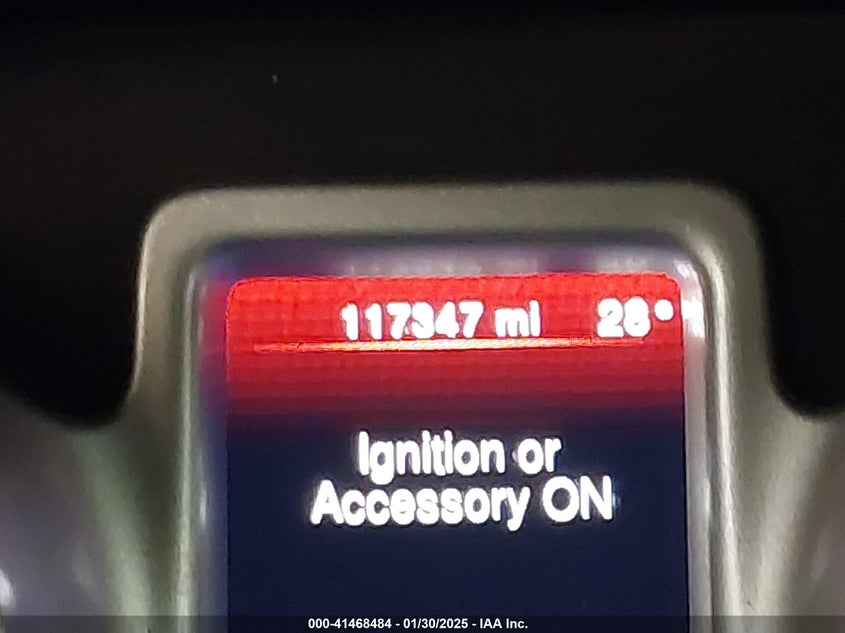 117347 mi 28°
Ignition or
Accessory ON
000-41468484 - 01/30/2025 - IAA Inc.